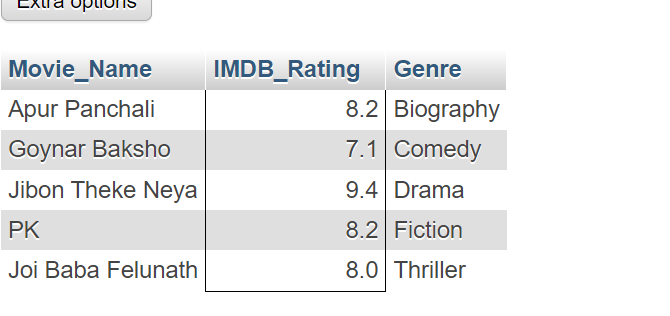 Extra options
Movie_Name IMDB_Rating Genre
Apur Panchali 8.2 Biography
Goynar Baksho 7.1 Comedy
Jibon Theke Neya 9.4 Drama
PK 8.2 Fiction
Joi Baba Felunath 8.0 Thriller